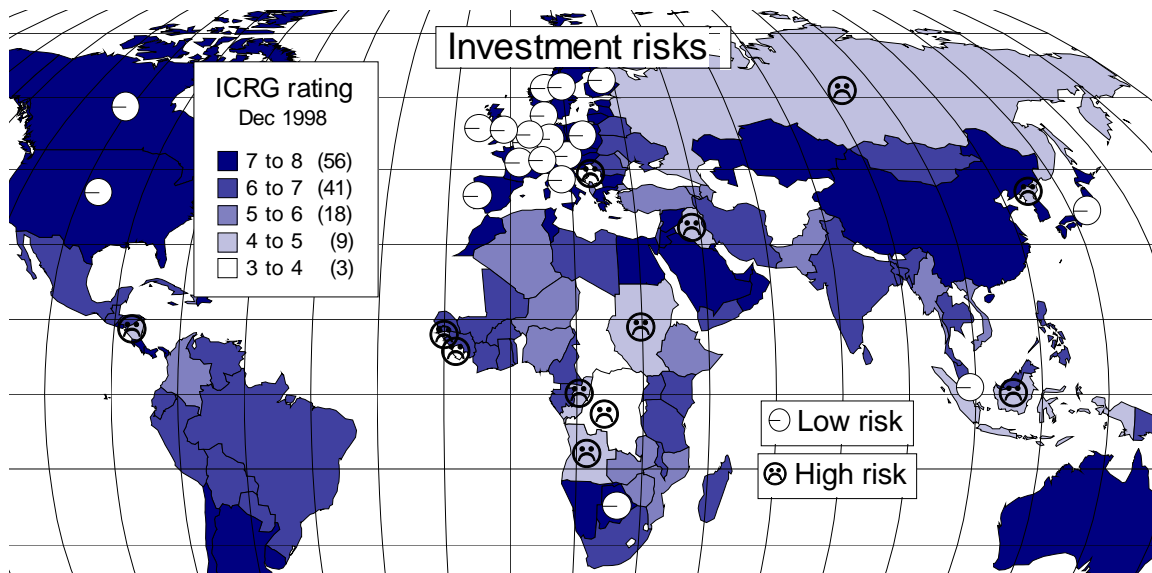 Investment risks
ICRG rating
Dec 1998
7 to 8 (56)
6 to 7 (41)
5 to 6 (18)
4 to 5 (9)
3 to 4 (3)
Low risk
High risk